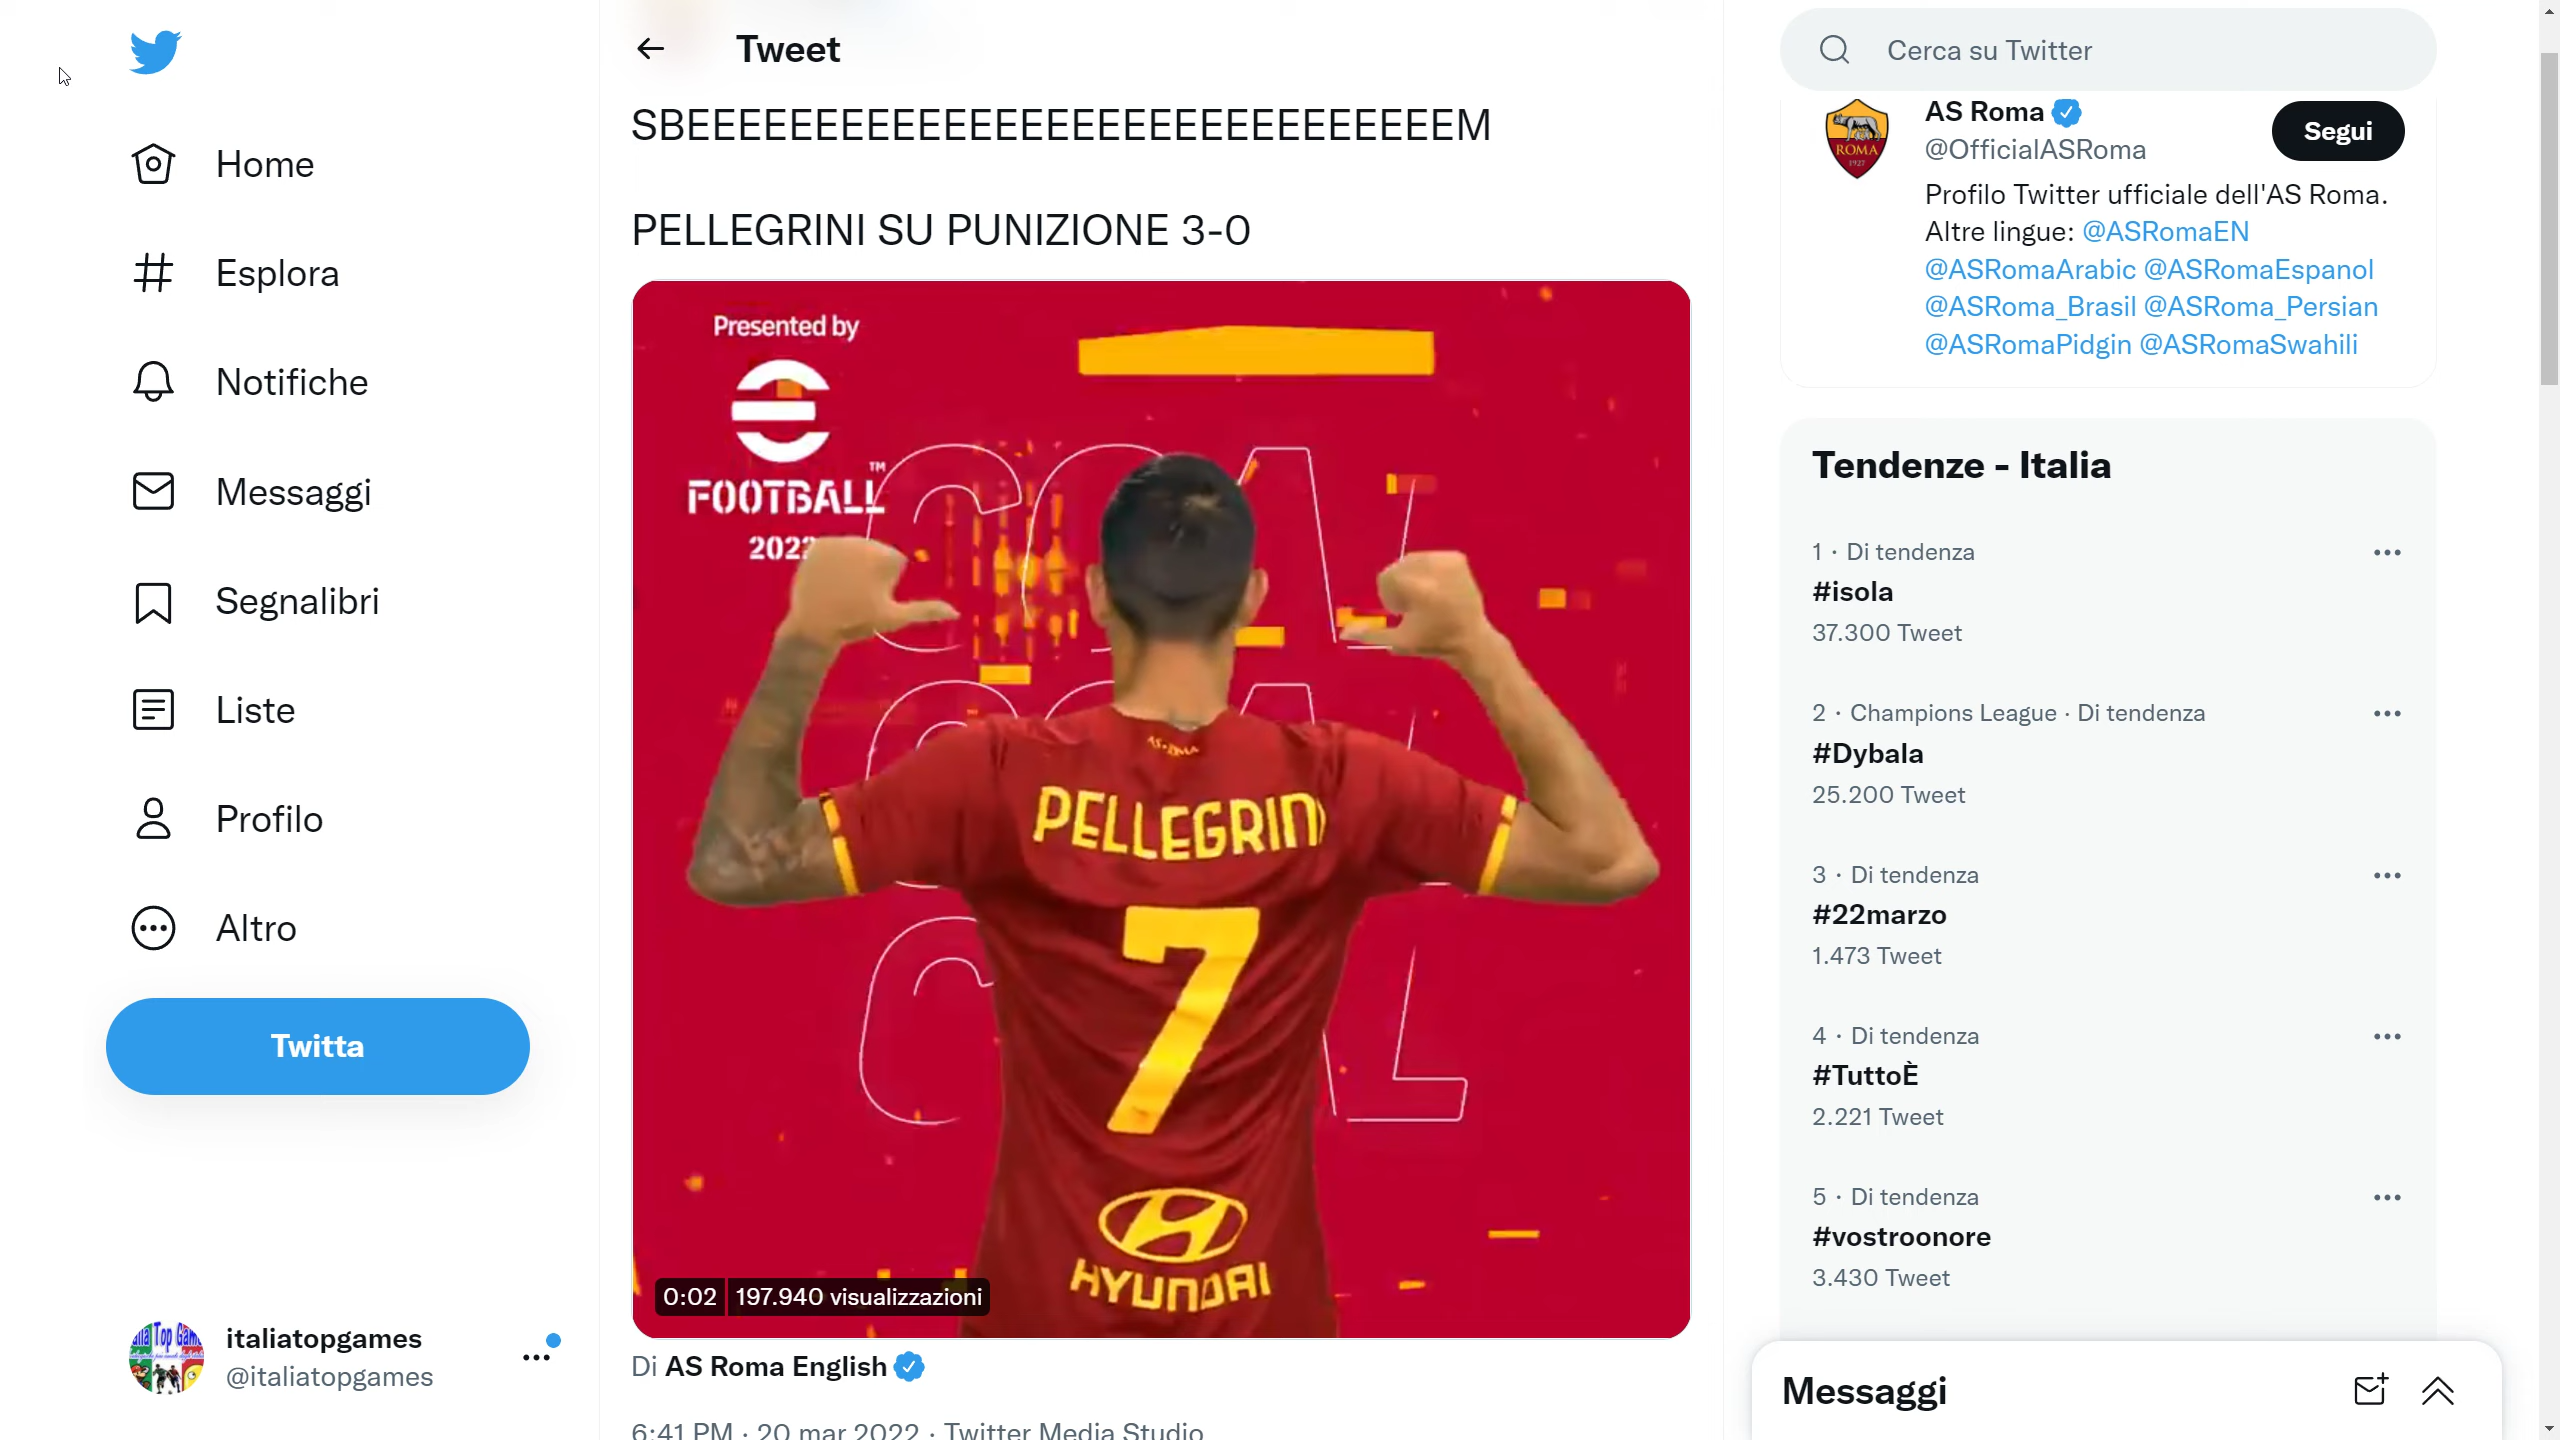 Home
Esplora
Notifiche
Messaggi
Segnalibri
Liste
Profilo
Altro
Twitta
italiatopgames
@italiatopgames
Tweet
SBEEEEEEEEEEEEEEEEEEEEEEEEEEEEEEM
PELLEGRINI SU PUNIZIONE 3-0
Presented by
FOOTBALL™
2022
PELLEGRINI
7
HYUNDAI
0:02 197.940 visualizzazioni
Di AS Roma English
6:41 PM · 20 mar 2022 · Twitter Media Studio
Cerca su Twitter
ROMA
1927
AS Roma
@OfficialASRoma
Segui
Profilo Twitter ufficiale dell'AS Roma.
Altre lingue: @ASRomaEN
@ASRomaArabic @ASRomaEspanol
@ASRoma_Brasil @ASRoma_Persian
@ASRomaPidgin @ASRomaSwahili
Tendenze - Italia
1 · Di tendenza
#isola
37.300 Tweet
2 · Champions League · Di tendenza
#Dybala
25.200 Tweet
3 · Di tendenza
#22marzo
1.473 Tweet
4 · Di tendenza
#TuttoÈ
2.221 Tweet
5 · Di tendenza
#vostroonore
3.430 Tweet
Messaggi